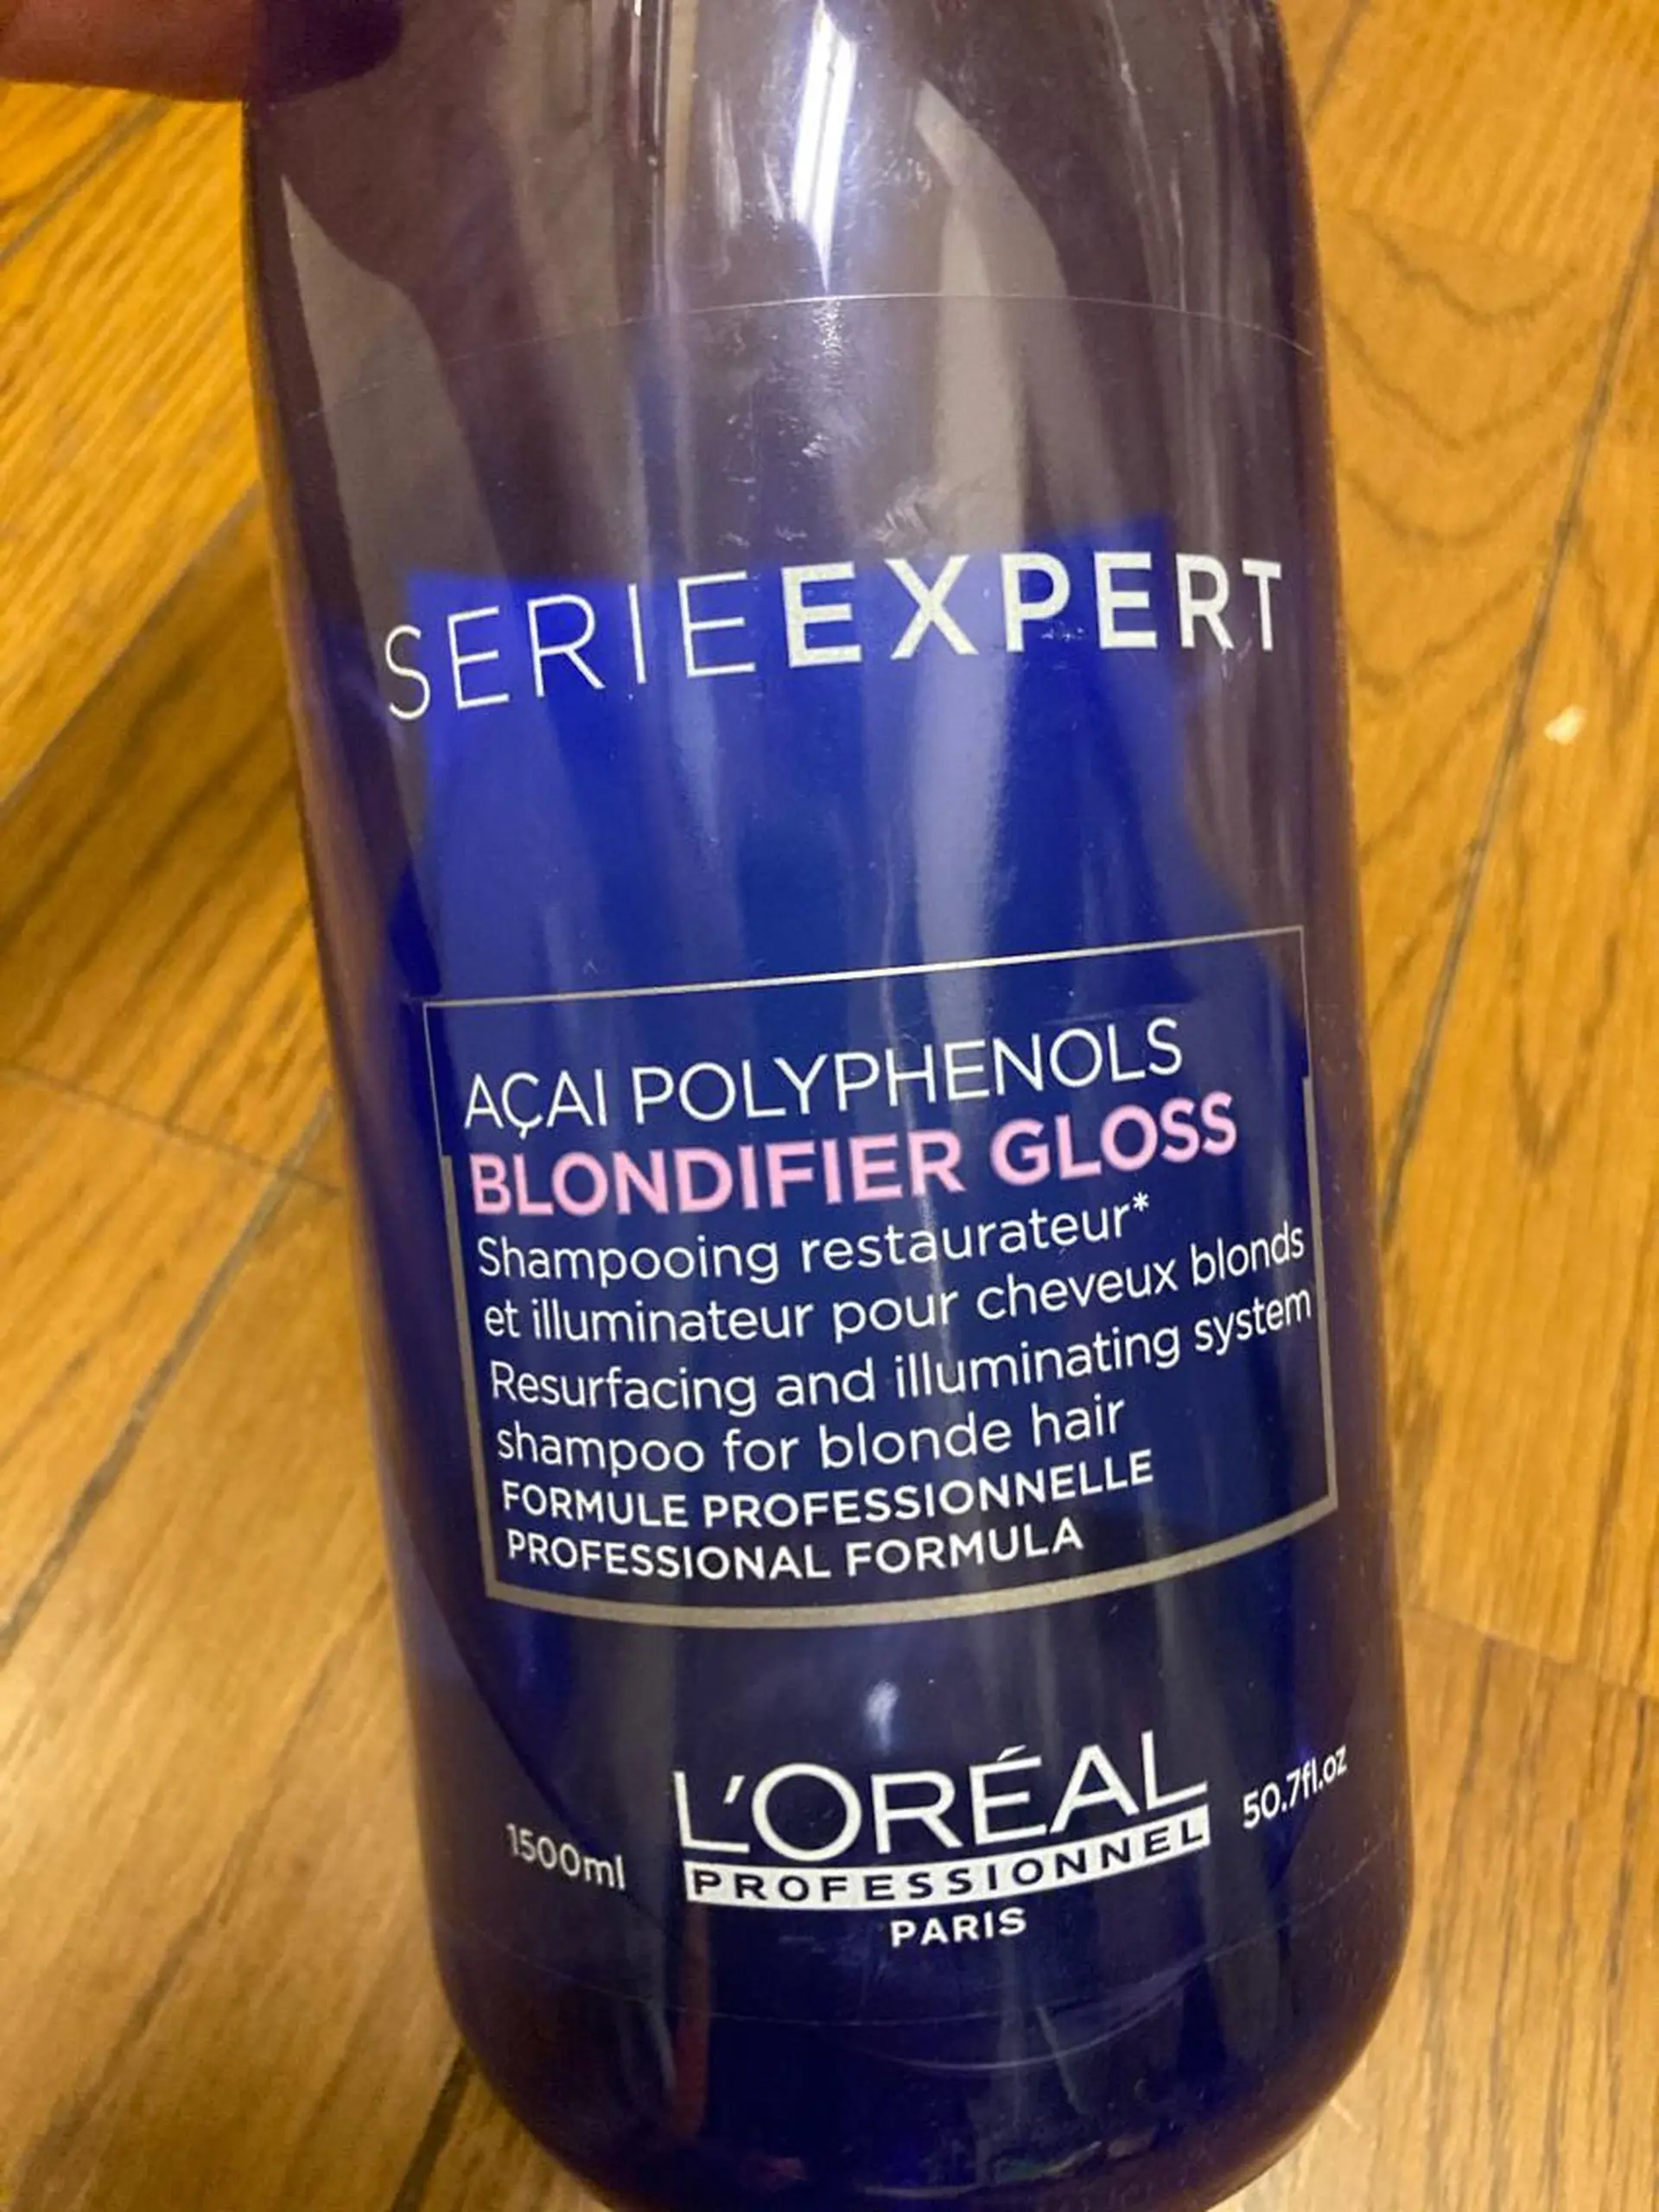 SERIEEXPERT
AÇAI POLYPHENOLS
BLONDIFIER GLOSS
Shampooing restaurateur*
et illuminateur pour cheveux blonds
Resurfacing and illuminating system
shampoo for blonde hair
FORMULE PROFESSIONNELLE
PROFESSIONAL FORMULA
1500ml
L'ORÉAL
PROFESSIONNEL
PARIS
50.7fl.oz